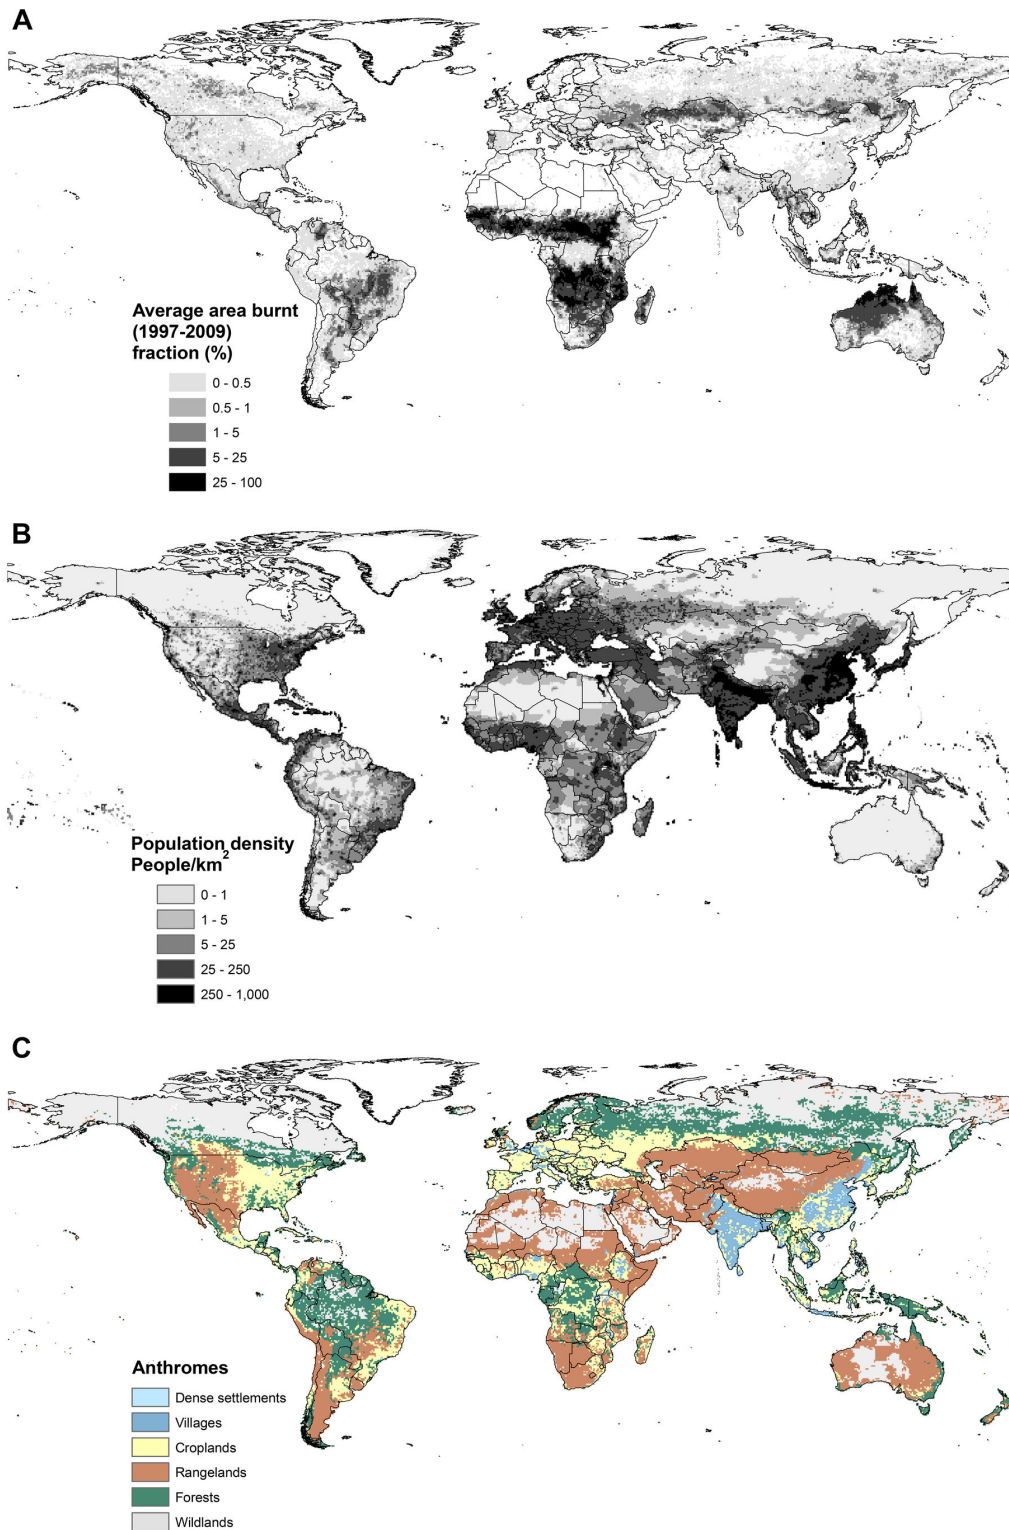 A
Average area burnt
(1997-2009)
fraction (%)
0 - 0.5
0.5 - 1
1 - 5
5 - 25
25 - 100
B
Population density
People/km²
0 - 1
1 - 5
5 - 25
25 - 250
250 - 1,000
C
Anthromes
Dense settlements
Villages
Croplands
Rangelands
Forests
Wildlands